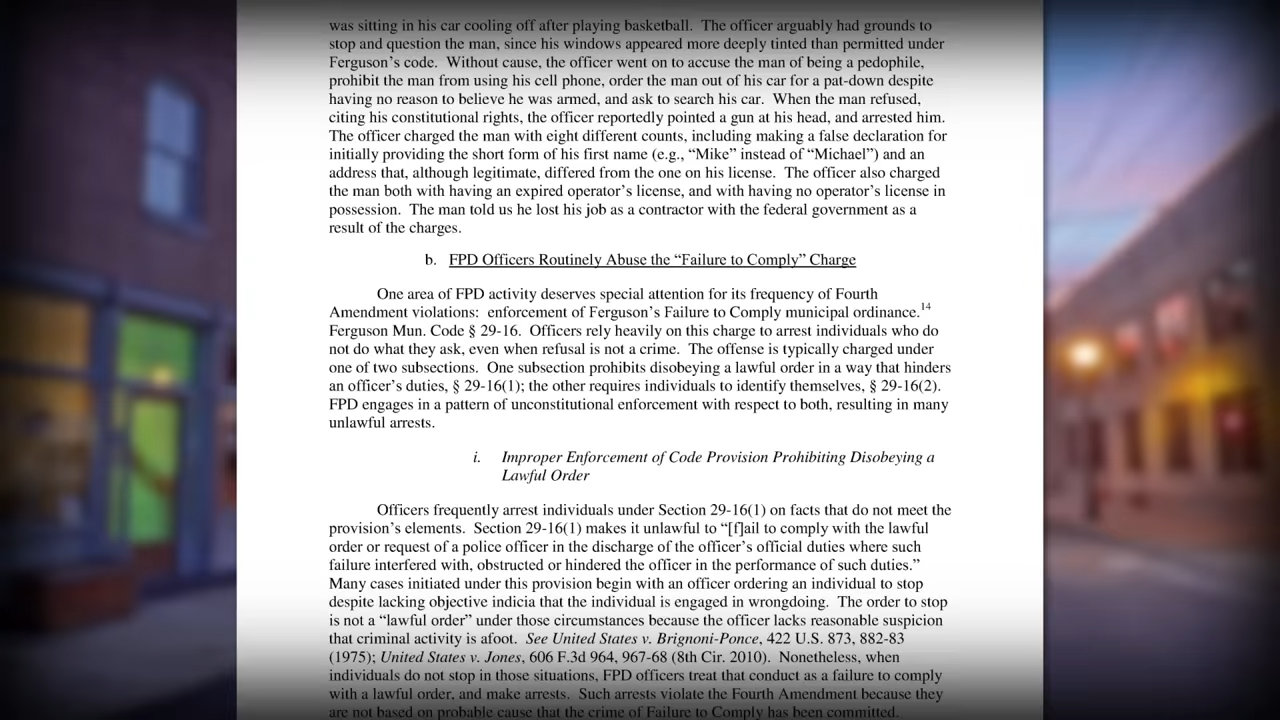 was sitting in his car cooling off after playing basketball.  The officer arguably had grounds to
stop and question the man, since his windows appeared more deeply tinted than permitted under
Ferguson’s code.  Without cause, the officer went on to accuse the man of being a pedophile,
prohibit the man from using his cell phone, order the man out of his car for a pat-down despite
having no reason to believe he was armed, and ask to search his car.  When the man refused,
citing his constitutional rights, the officer reportedly pointed a gun at his head, and arrested him.
The officer charged the man with eight different counts, including making a false declaration for
initially providing the short form of his first name (e.g., “Mike” instead of “Michael”) and an
address that, although legitimate, differed from the one on his license.  The officer also charged
the man both with having an expired operator’s license, and with having no operator’s license in
possession.  The man told us he lost his job as a contractor with the federal government as a
result of the charges.
b. FPD Officers Routinely Abuse the “Failure to Comply” Charge
One area of FPD activity deserves special attention for its frequency of Fourth
Amendment violations:  enforcement of Ferguson’s Failure to Comply municipal ordinance.14
Ferguson Mun. Code § 29-16.  Officers rely heavily on this charge to arrest individuals who do
not do what they ask, even when refusal is not a crime.  The offense is typically charged under
one of two subsections.  One subsection prohibits disobeying a lawful order in a way that hinders
an officer’s duties, § 29-16(1); the other requires individuals to identify themselves, § 29-16(2).
FPD engages in a pattern of unconstitutional enforcement with respect to both, resulting in many
unlawful arrests.
i. Improper Enforcement of Code Provision Prohibiting Disobeying a
Lawful Order
Officers frequently arrest individuals under Section 29-16(1) on facts that do not meet the
provision’s elements.  Section 29-16(1) makes it unlawful to “[f]ail to comply with the lawful
order or request of a police officer in the discharge of the officer’s official duties where such
failure interfered with, obstructed or hindered the officer in the performance of such duties.”
Many cases initiated under this provision begin with an officer ordering an individual to stop
despite lacking objective indicia that the individual is engaged in wrongdoing.  The order to stop
is not a “lawful order” under those circumstances because the officer lacks reasonable suspicion
that criminal activity is afoot.  See United States v. Brignoni-Ponce, 422 U.S. 873, 882-83
(1975); United States v. Jones, 606 F.3d 964, 967-68 (8th Cir. 2010).  Nonetheless, when
individuals do not stop in those situations, FPD officers treat that conduct as a failure to comply
with a lawful order, and make arrests.  Such arrests violate the Fourth Amendment because they
are not based on probable cause that the crime of Failure to Comply has been committed.